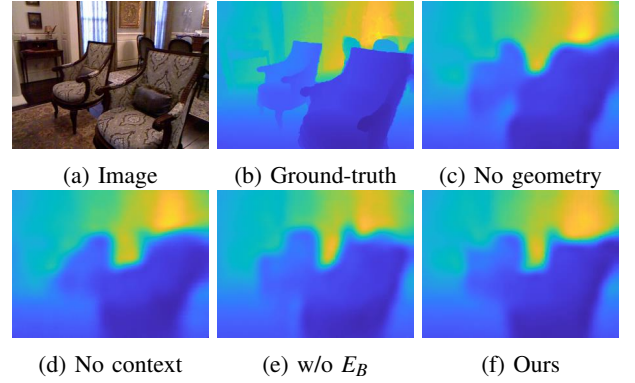 (a) Image
(b) Ground-truth
(c) No geometry
(d) No context
(e) w/o E_B
(f) Ours